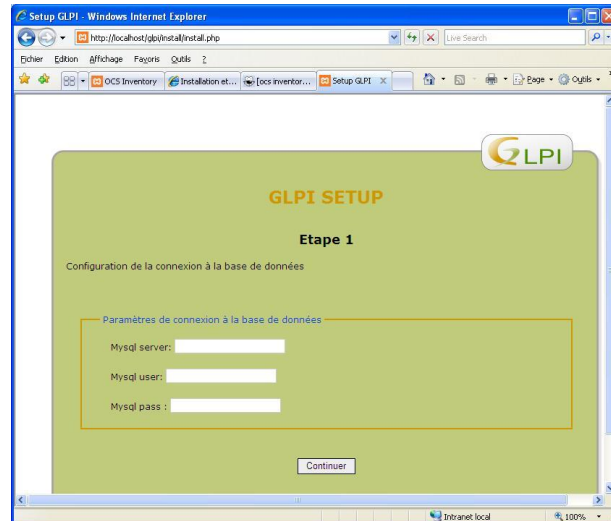 Setup GLPI - Windows Internet Explorer
http://localhost/glpi/install/install.php
Live Search
Fichier Edition Affichage Favoris Outils ?
OCS Inventory
Installation et...
[ocs inventor...
Setup GLPI
Page
Outils
GLPI
GLPI SETUP
Etape 1
Configuration de la connexion à la base de données
Paramètres de connexion à la base de données
Mysql server:
Mysql user:
Mysql pass :
Continuer
Intranet local
100%